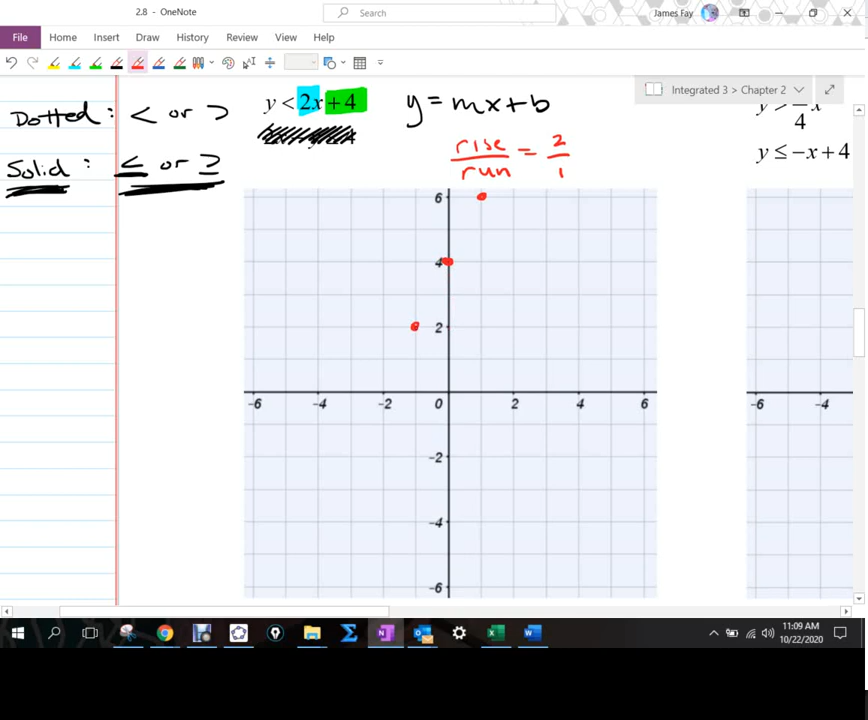 2.8 - OneNote
Search
James Fay
File Home Insert Draw History Review View Help
Integrated 3 > Chapter 2
Dotted : < or >
y < 2x + 4
y = mx + b
4
y ≤ −x + 4
Solid : ≤ or ≥
rise/run = 2/1
6
4
2
-6 -4 -2 0 2 4 6
-2
-4
-6
-6 -4
11:09 AM
10/22/2020